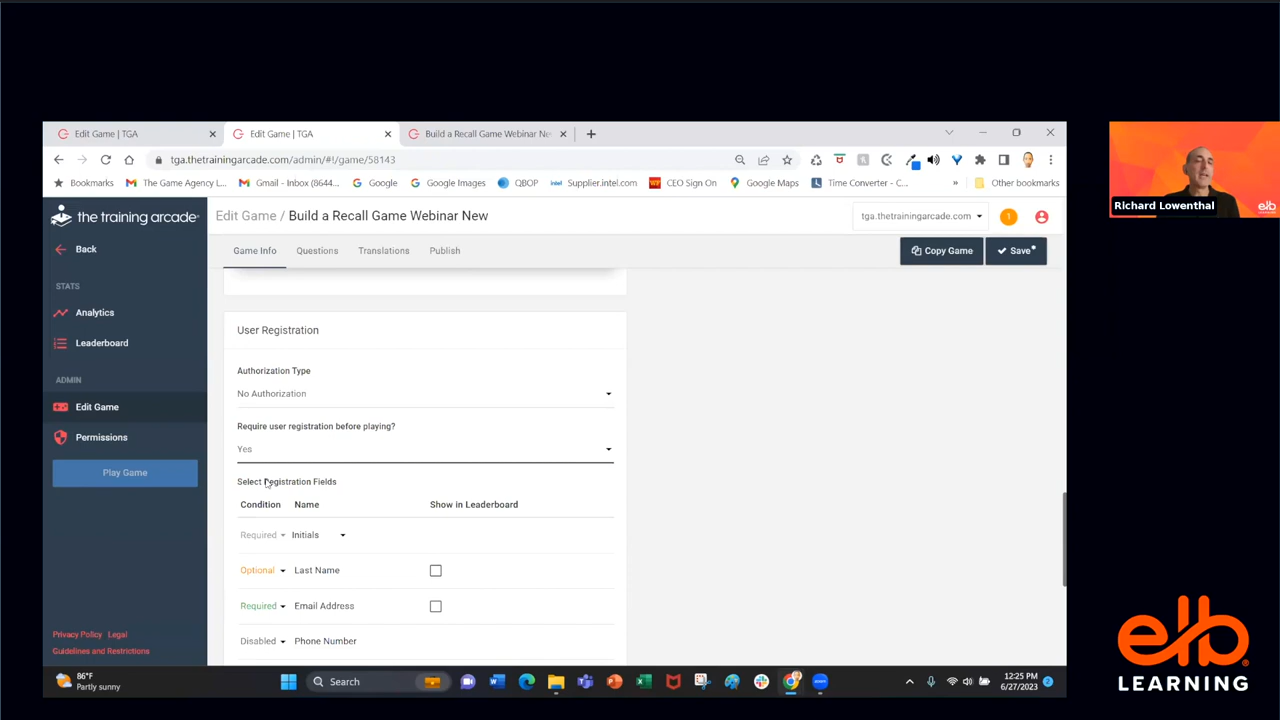 Edit Game | TGA
Edit Game | TGA
Build a Recall Game Webinar Ne
tga.thetrainingarcade.com/admin/#!/game/58143
Bookmarks
The Game Agency L...
Gmail - Inbox (8644...
Google
Google Images
QBOP
Supplier.intel.com
CEO Sign On
Google Maps
Time Converter - C...
»
Other bookmarks
the training arcade
Edit Game / Build a Recall Game Webinar New
tga.thetrainingarcade.com
1
Back
Game Info
Questions
Translations
Publish
Copy Game
Save*
STATS
Analytics
Leaderboard
ADMIN
Edit Game
Permissions
Play Game
User Registration
Authorization Type
No Authorization
Require user registration before playing?
Yes
Select Registration Fields
Condition Name Show in Leaderboard
Required Initials
Optional Last Name
Required Email Address
Disabled Phone Number
Privacy Policy Legal
Guidelines and Restrictions
86°F
Partly sunny
Search
12:25 PM
6/27/2023
2
Richard Lowenthal
elb
elb
LEARNING